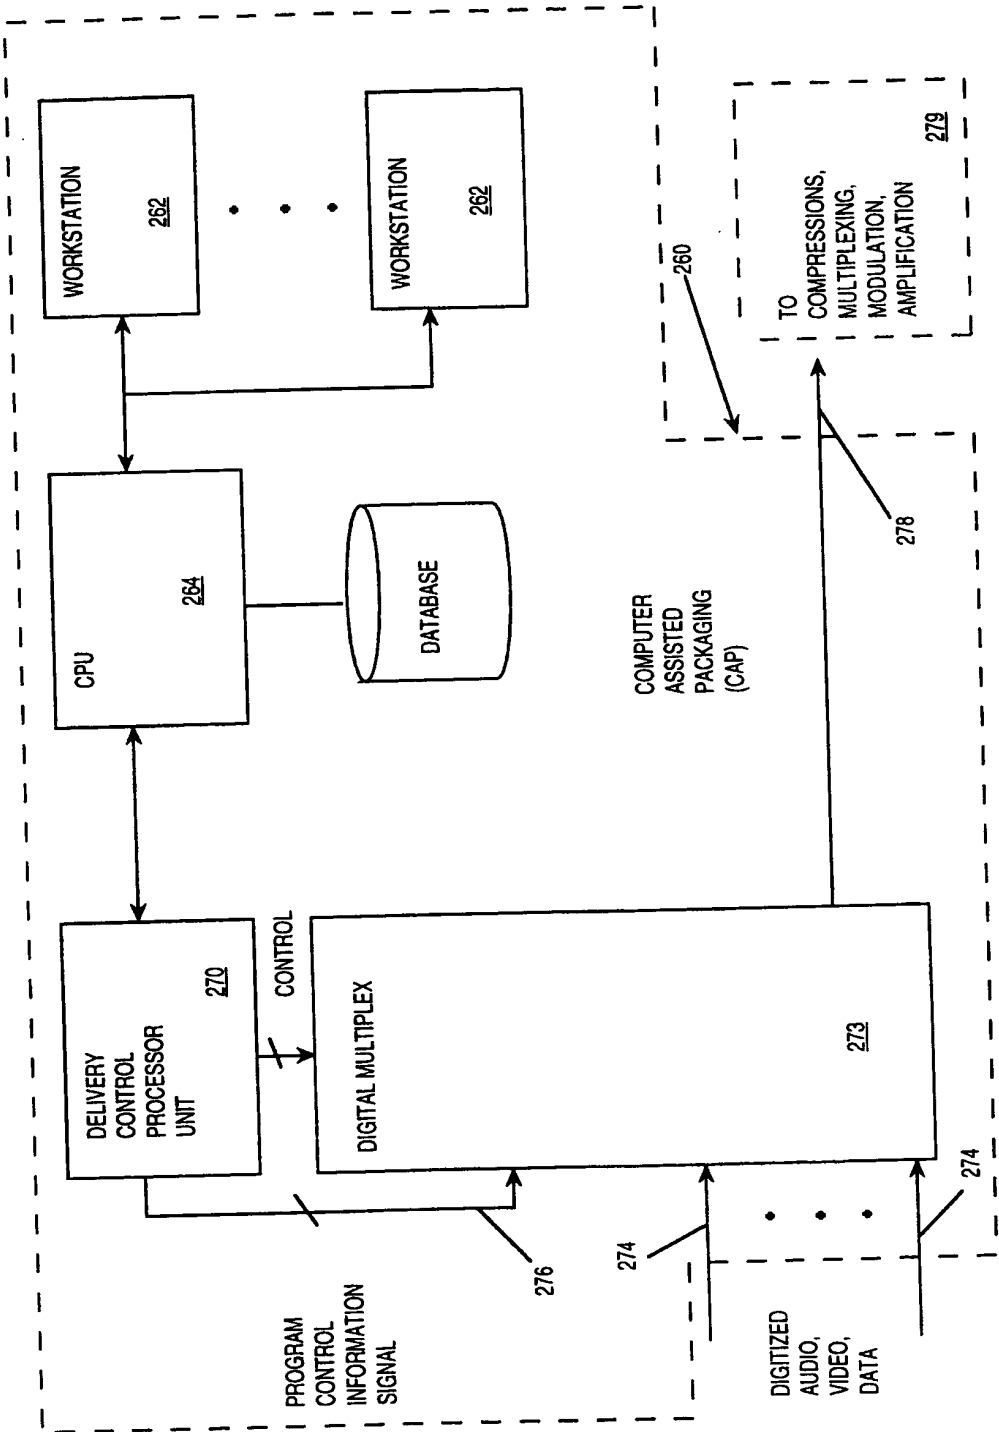 DELIVERY
CONTROL
PROCESSOR
UNIT
270
CPU
264
WORKSTATION
262
WORKSTATION
262
DATABASE
CONTROL
PROGRAM
CONTROL
INFORMATION
SIGNAL
276
DIGITAL MULTIPLEX
273
COMPUTER
ASSISTED
PACKAGING
(CAP)
260
274
274
DIGITIZED
AUDIO,
VIDEO,
DATA
278
TO
COMPRESSIONS,
MULTIPLEXING,
MODULATION,
AMPLIFICATION
279